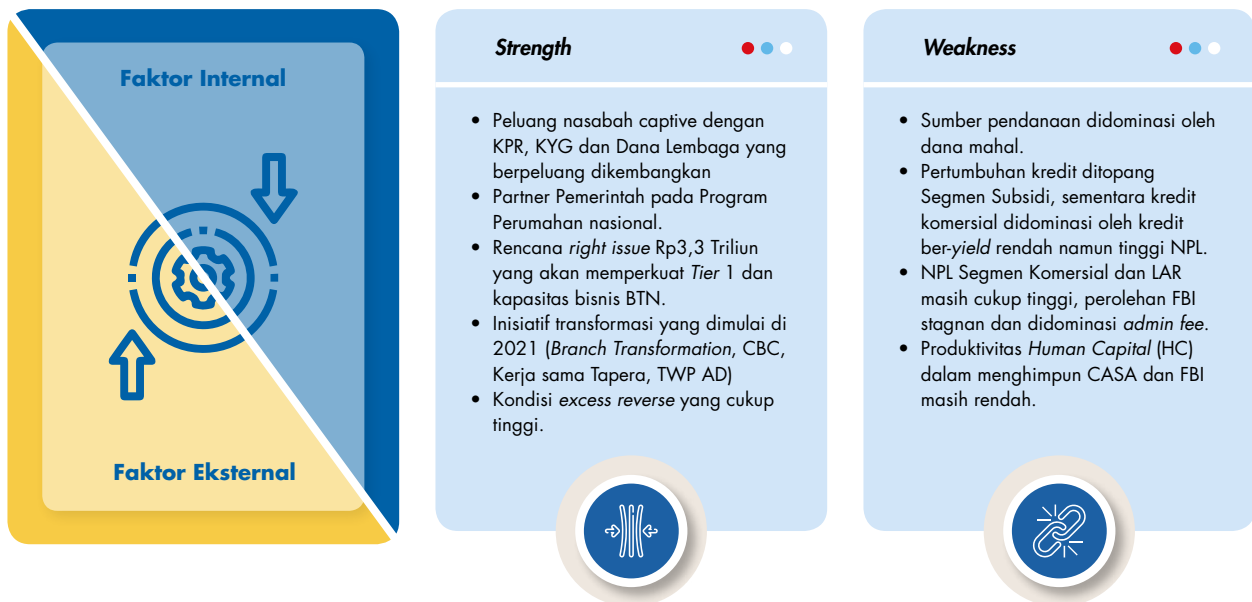 Faktor Internal
Faktor Eksternal
Strength
• Peluang nasabah captive dengan
KPR, KYG dan Dana Lembaga yang
berpeluang dikembangkan
• Partner Pemerintah pada Program
Perumahan nasional.
• Rencana right issue Rp3,3 Triliun
yang akan memperkuat Tier 1 dan
kapasitas bisnis BTN.
• Inisiatif transformasi yang dimulai di
2021 (Branch Transformation, CBC,
Kerja sama Tapera, TWP AD)
• Kondisi excess reverse yang cukup
tinggi.
Weakness
• Sumber pendanaan didominasi oleh
dana mahal.
• Pertumbuhan kredit ditopang
Segmen Subsidi, sementara kredit
komersial didominasi oleh kredit
ber-yield rendah namun tinggi NPL.
• NPL Segmen Komersial dan LAR
masih cukup tinggi, perolehan FBI
stagnan dan didominasi admin fee.
• Produktivitas Human Capital (HC)
dalam menghimpun CASA dan FBI
masih rendah.